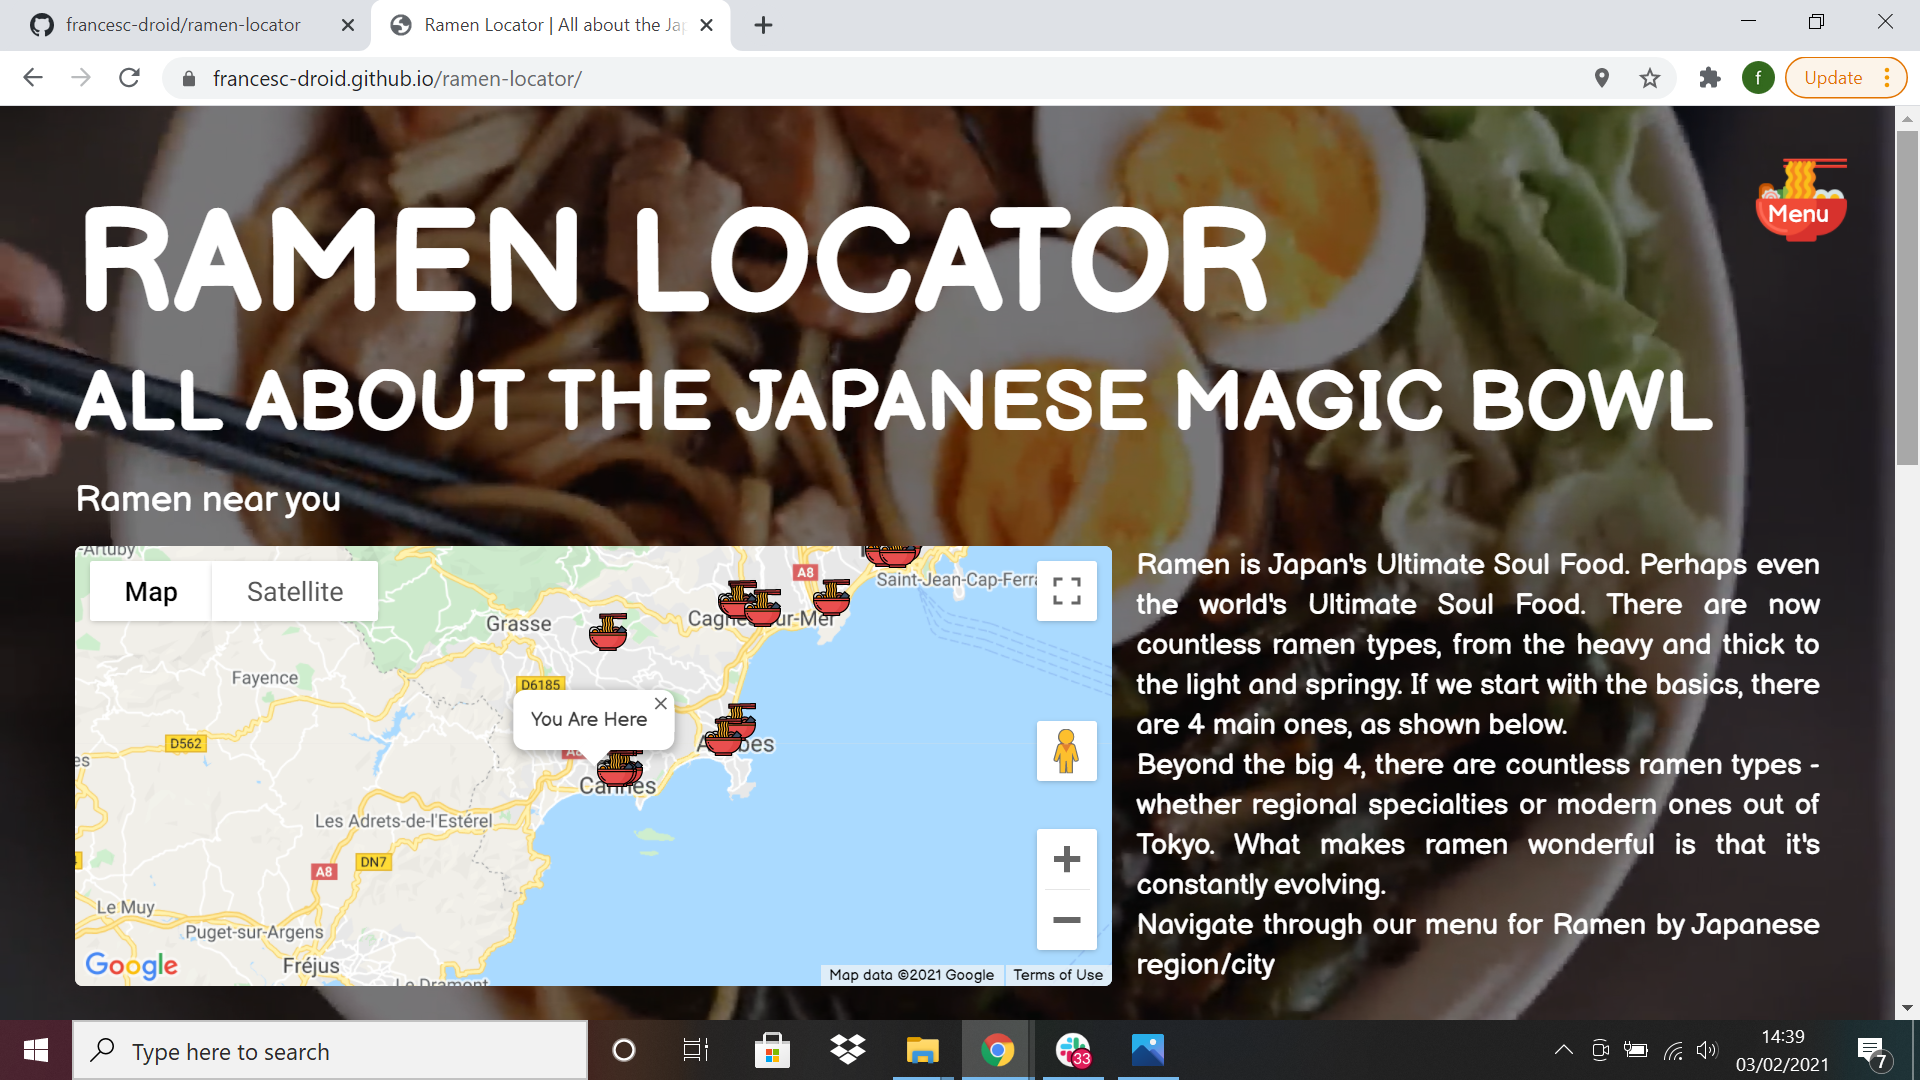 francesc-droid/ramen-locator
Ramen Locator | All about the Jap
francesc-droid.github.io/ramen-locator/
f
Update
Menu
RAMEN LOCATOR
ALL ABOUT THE JAPANESE MAGIC BOWL
Ramen near you
-Artuby
Map
Satellite
A8
Saint-Jean-Cap-Ferra
Grasse
Fayence
D6185
You Are Here
D562
es
Cannes
Les Adrets-de-l'Estérel
DN7
A8
Le Muy
Puget-sur-Argens
Fréjus
Le Dramont
Google
Map data ©2021 Google
Terms of Use
Ramen is Japan's Ultimate Soul Food. Perhaps even
the world's Ultimate Soul Food. There are now
countless ramen types, from the heavy and thick to
the light and springy. If we start with the basics, there
are 4 main ones, as shown below.
Beyond the big 4, there are countless ramen types -
whether regional specialties or modern ones out of
Tokyo. What makes ramen wonderful is that it's
constantly evolving.
Navigate through our menu for Ramen by Japanese
region/city
Type here to search
33
14:39
03/02/2021
7